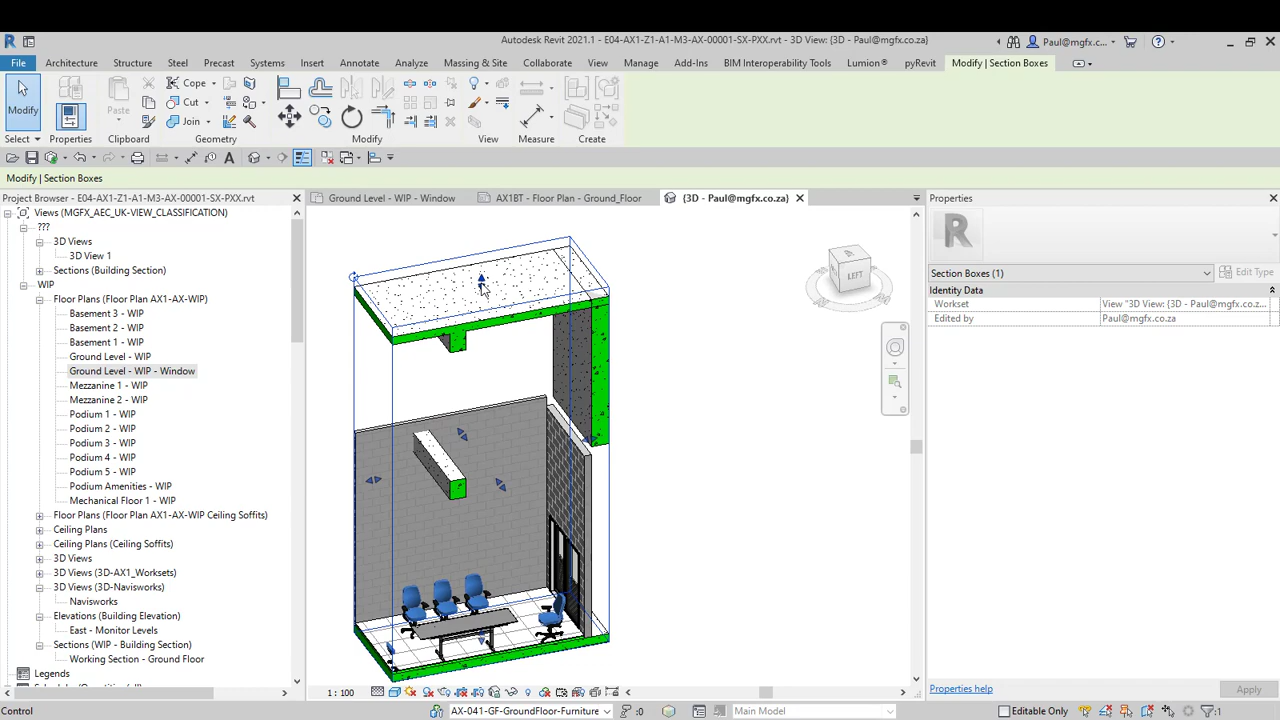 Autodesk Revit 2021.1 - E04-AX1-Z1-A1-M3-AX-00001-SX-PXX.rvt - 3D View: {3D - Paul@mgfx.co.za}
Paul@mgfx.c...
File Architecture Structure Steel Precast Systems Insert Annotate Analyze Massing & Site Collaborate View Manage Add-Ins BIM Interoperability Tools Lumion® pyRevit Modify | Section Boxes
Modify Paste Cope Cut Join
Select Properties Clipboard Geometry Modify View Measure Create
Modify | Section Boxes
Project Browser - E04-AX1-Z1-A1-M3-AX-00001-SX-PXX.rvt
Views (MGFX_AEC_UK-VIEW_CLASSIFICATION)
???
3D Views
3D View 1
Sections (Building Section)
WIP
Floor Plans (Floor Plan AX1-AX-WIP)
Basement 3 - WIP
Basement 2 - WIP
Basement 1 - WIP
Ground Level - WIP
Ground Level - WIP - Window
Mezzanine 1 - WIP
Mezzanine 2 - WIP
Podium 1 - WIP
Podium 2 - WIP
Podium 3 - WIP
Podium 4 - WIP
Podium 5 - WIP
Podium Amenities - WIP
Mechanical Floor 1 - WIP
Floor Plans (Floor Plan AX1-AX-WIP Ceiling Soffits)
Ceiling Plans
Ceiling Plans (Ceiling Soffits)
3D Views
3D Views (3D-AX1_Worksets)
3D Views (3D-Navisworks)
Navisworks
Elevations (Building Elevation)
East - Monitor Levels
Sections (WIP - Building Section)
Working Section - Ground Floor
Legends
Ground Level - WIP - Window
AX1BT - Floor Plan - Ground_Floor
{3D - Paul@mgfx.co.za}
LEFT
1 : 100
Properties
Section Boxes (1)
Edit Type
Identity Data
Workset View "3D View: {3D - Paul@mgfx.co.z...
Edited by Paul@mgfx.co.za
Properties help
Apply
Control
AX-041-GF-GroundFloor-Furniture
:0
Main Model
Editable Only
:1